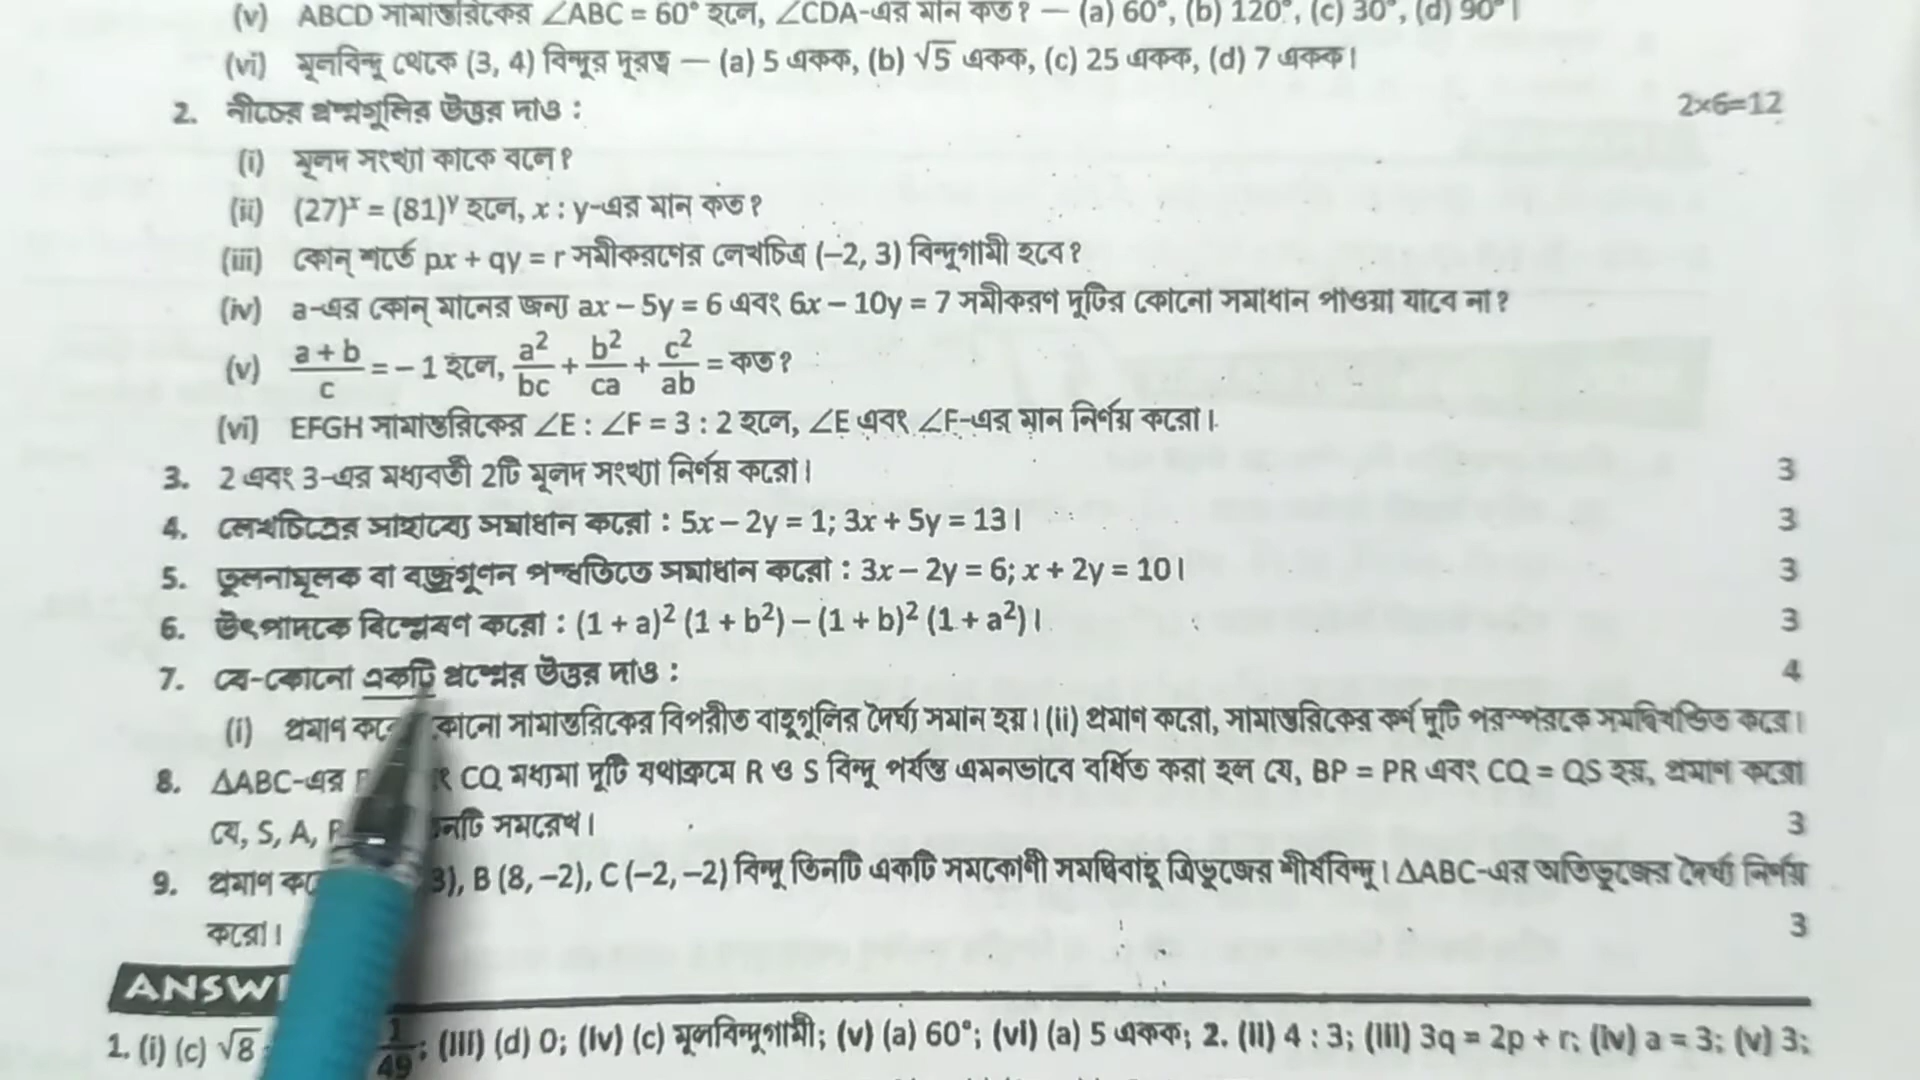 (v) ABCD সামান্তরিকের ∠ABC = 60° হলে, ∠CDA-এর মান কত? — (a) 60°, (b) 120°, (c) 30°, (d) 90°।
(vi) মূলবিন্দু থেকে (3, 4) বিন্দুর দূরত্ব — (a) 5 একক, (b) √5 একক, (c) 25 একক, (d) 7 একক।
2. নীচের প্রশ্নগুলির উত্তর দাও : 2×6=12
(i) মূলদ সংখ্যা কাকে বলে?
(ii) (27)ˣ = (81)ʸ হলে, x : y-এর মান কত?
(iii) কোন্ শর্তে px + qy = r সমীকরণের লেখচিত্র (–2, 3) বিন্দুগামী হবে?
(iv) a-এর কোন্ মানের জন্য ax – 5y = 6 এবং 6x – 10y = 7 সমীকরণ দুটির কোনো সমাধান পাওয়া যাবে না?
(v) (a + b)/c = – 1 হলে, a²/bc + b²/ca + c²/ab = কত?
(vi) EFGH সামান্তরিকের ∠E : ∠F = 3 : 2 হলে, ∠E এবং ∠F-এর মান নির্ণয় করো।
3. 2 এবং 3-এর মধ্যবর্তী 2টি মূলদ সংখ্যা নির্ণয় করো। 3
4. লেখচিত্রের সাহায্যে সমাধান করো : 5x – 2y = 1; 3x + 5y = 13। 3
5. তুলনামূলক বা বজ্রগুণন পদ্ধতিতে সমাধান করো : 3x – 2y = 6; x + 2y = 10। 3
6. উৎপাদকে বিশ্লেষণ করো : (1 + a)² (1 + b²) – (1 + b)² (1 + a²)। 3
7. যে-কোনো একটি প্রশ্নের উত্তর দাও : 4
(i) প্রমাণ কোনো সামান্তরিকের বিপরীত বাহুগুলির দৈর্ঘ্য সমান হয়। (ii) প্রমাণ করো, সামান্তরিকের কর্ণ দুটি পরস্পরকে সমদ্বিখণ্ডিত করে।
8. ΔABC-এর CQ মধ্যমা দুটি যথাক্রমে R ও S বিন্দু পর্যন্ত এমনভাবে বর্ধিত করা হল যে, BP = PR এবং CQ = QS হয়, প্রমাণ করো
যে, S, A, সমরেখ। 3
9. প্রমাণ 3), B (8, –2), C (–2, –2) বিন্দু তিনটি একটি সমকোণী সমদ্বিবাহু ত্রিভুজের শীর্ষবিন্দু। ΔABC-এর অতিভুজের দৈর্ঘ্য নির্ণয়
করো। 3
ANSW
1. (i) (c) √8 1/49; (iii) (d) 0; (iv) (c) মূলবিন্দুগামী; (v) (a) 60°; (vi) (a) 5 একক; 2. (ii) 4 : 3; (iii) 3q = 2p + r; (iv) a = 3; (v) 3;